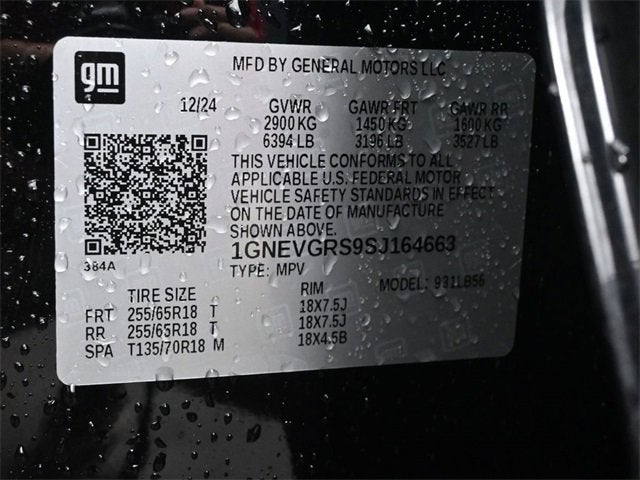 gm
MFD BY GENERAL MOTORS LLC
12/24 GVWR GAWR FRT GAWR RR
2900 KG 1450 KG 1600 KG
6394 LB 3196 LB 3527 LB
THIS VEHICLE CONFORMS TO ALL
APPLICABLE U.S. FEDERAL MOTOR
VEHICLE SAFETY STANDARDS IN EFFECT
ON THE DATE OF MANUFACTURE
SHOWN ABOVE.
384A
1GNEVGRS9SJ164663
TYPE: MPV MODEL: 931LB56
TIRE SIZE RIM
FRT 255/65R18 T 18X7.5J
RR 255/65R18 T 18X7.5J
SPA T135/70R18 M 18X4.5B